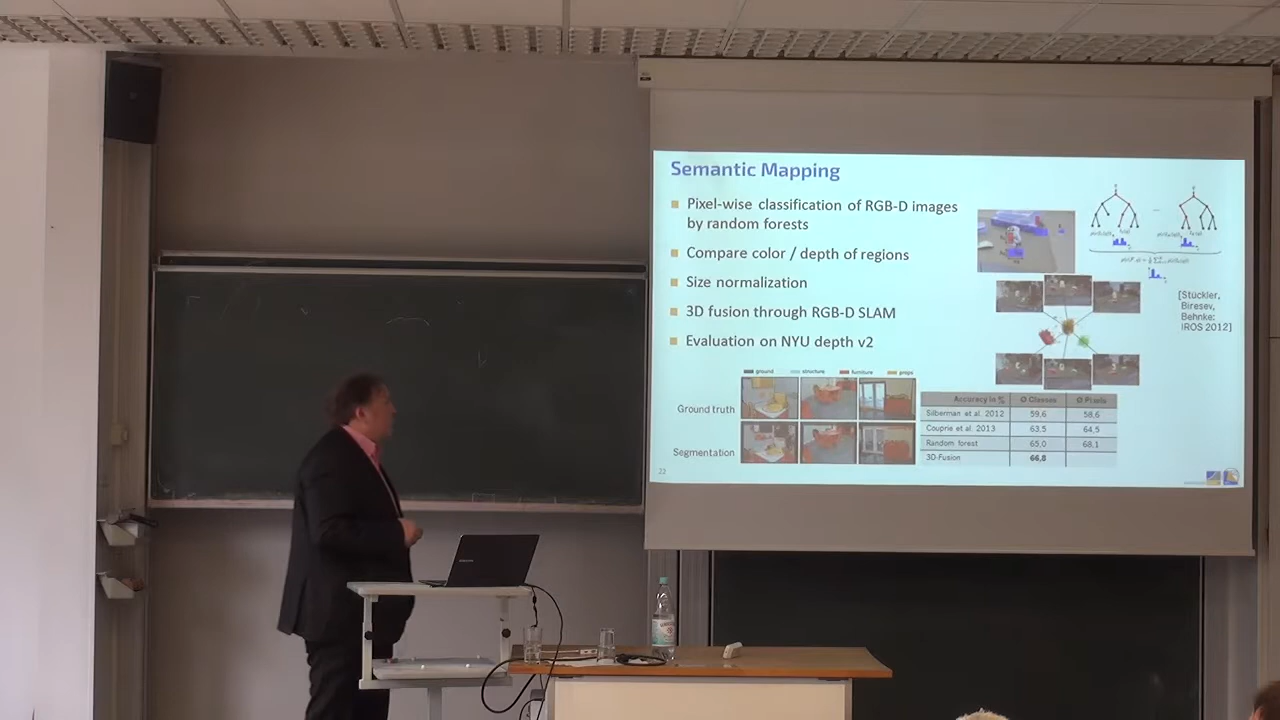 Semantic Mapping
Pixel-wise classification of RGB-D images
by random forests
Compare color / depth of regions
Size normalization
3D fusion through RGB-D SLAM
Evaluation on NYU depth v2
[Stückler,
Biresev,
Behnke:
IROS 2012]
ground structure furniture props
Ground truth
Segmentation
Accuracy in % Ø Classes Ø Pixels
Silberman et al. 2012 59,6 58,6
Couprie et al. 2013 63,5 64,5
Random forest 65,0 68,1
3D-Fusion 66,8
22